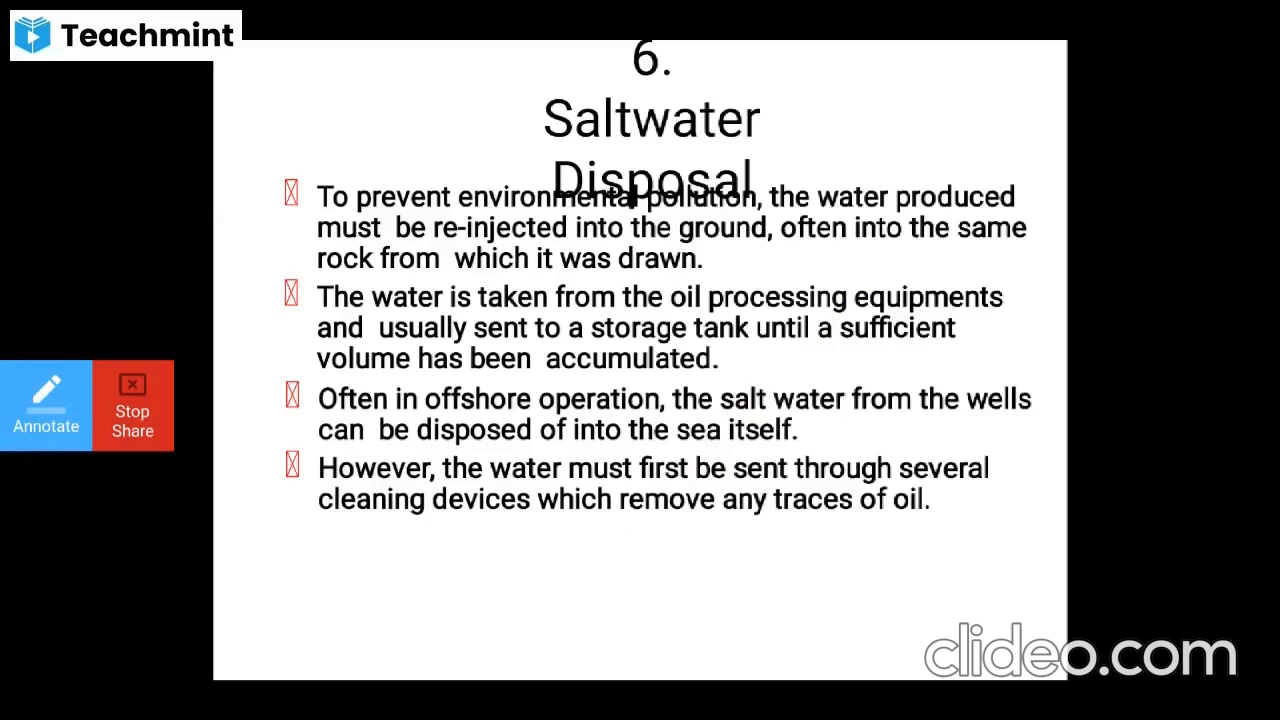 Teachmint
6.
Saltwater
Disposal
To prevent environmental pollution, the water produced
must be re-injected into the ground, often into the same
rock from which it was drawn.
The water is taken from the oil processing equipments
and usually sent to a storage tank until a sufficient
volume has been accumulated.
Often in offshore operation, the salt water from the wells
can be disposed of into the sea itself.
However, the water must first be sent through several
cleaning devices which remove any traces of oil.
Annotate
Stop
Share
clideo.com